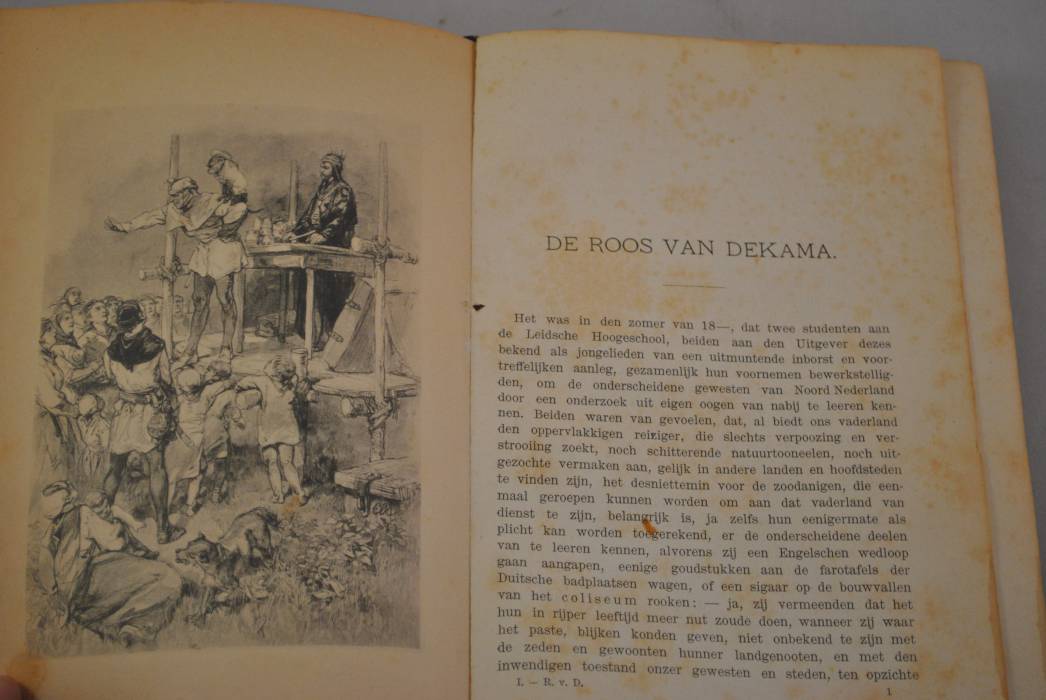 DE ROOS VAN DEKAMA.
Het was in den zomer van 18—, dat twee studenten aan
de Leidsche Hoogeschool, beiden aan den Uitgever dezes
bekend als jongelieden van een uitmuntende inborst en voor-
treffelijken aanleg, gezamenlijk hun voornemen bewerkstellig-
den, om de onderscheidene gewesten van Noord Nederland
door een onderzoek uit eigen oogen van nabij te leeren ken-
nen. Beiden waren van gevoelen, dat, al biedt ons vaderland
den oppervlakkigen reiziger, die slechts verpoozing en ver-
strooiing zoekt, noch schitterende natuurtooneelen, noch uit-
gezochte vermaken aan, gelijk in andere landen en hoofdsteden
te vinden zijn, het desniettemin voor de zoodanigen, die een-
maal geroepen kunnen worden om aan dat vaderland van
dienst te zijn, belangrijk is, ja zelfs hun eenigermate als
plicht kan worden toegerekend, er de onderscheidene deelen
van te leeren kennen, alvorens zij een Engelschen wedloop
gaan aangapen, eenige goudstukken aan de farotafels der
Duitsche badplaatsen wagen, of een sigaar op de bouwvallen
van het coliseum rooken: — ja, zij vermeenden dat het
hun in rijper leeftijd meer nut zoude doen, wanneer zij waar
het paste, blijken konden geven, niet onbekend te zijn met
de zeden en gewoonten hunner landgenooten, en met den
inwendigen toestand onzer gewesten en steden, ten opzichte
I. — R. v. D.
1